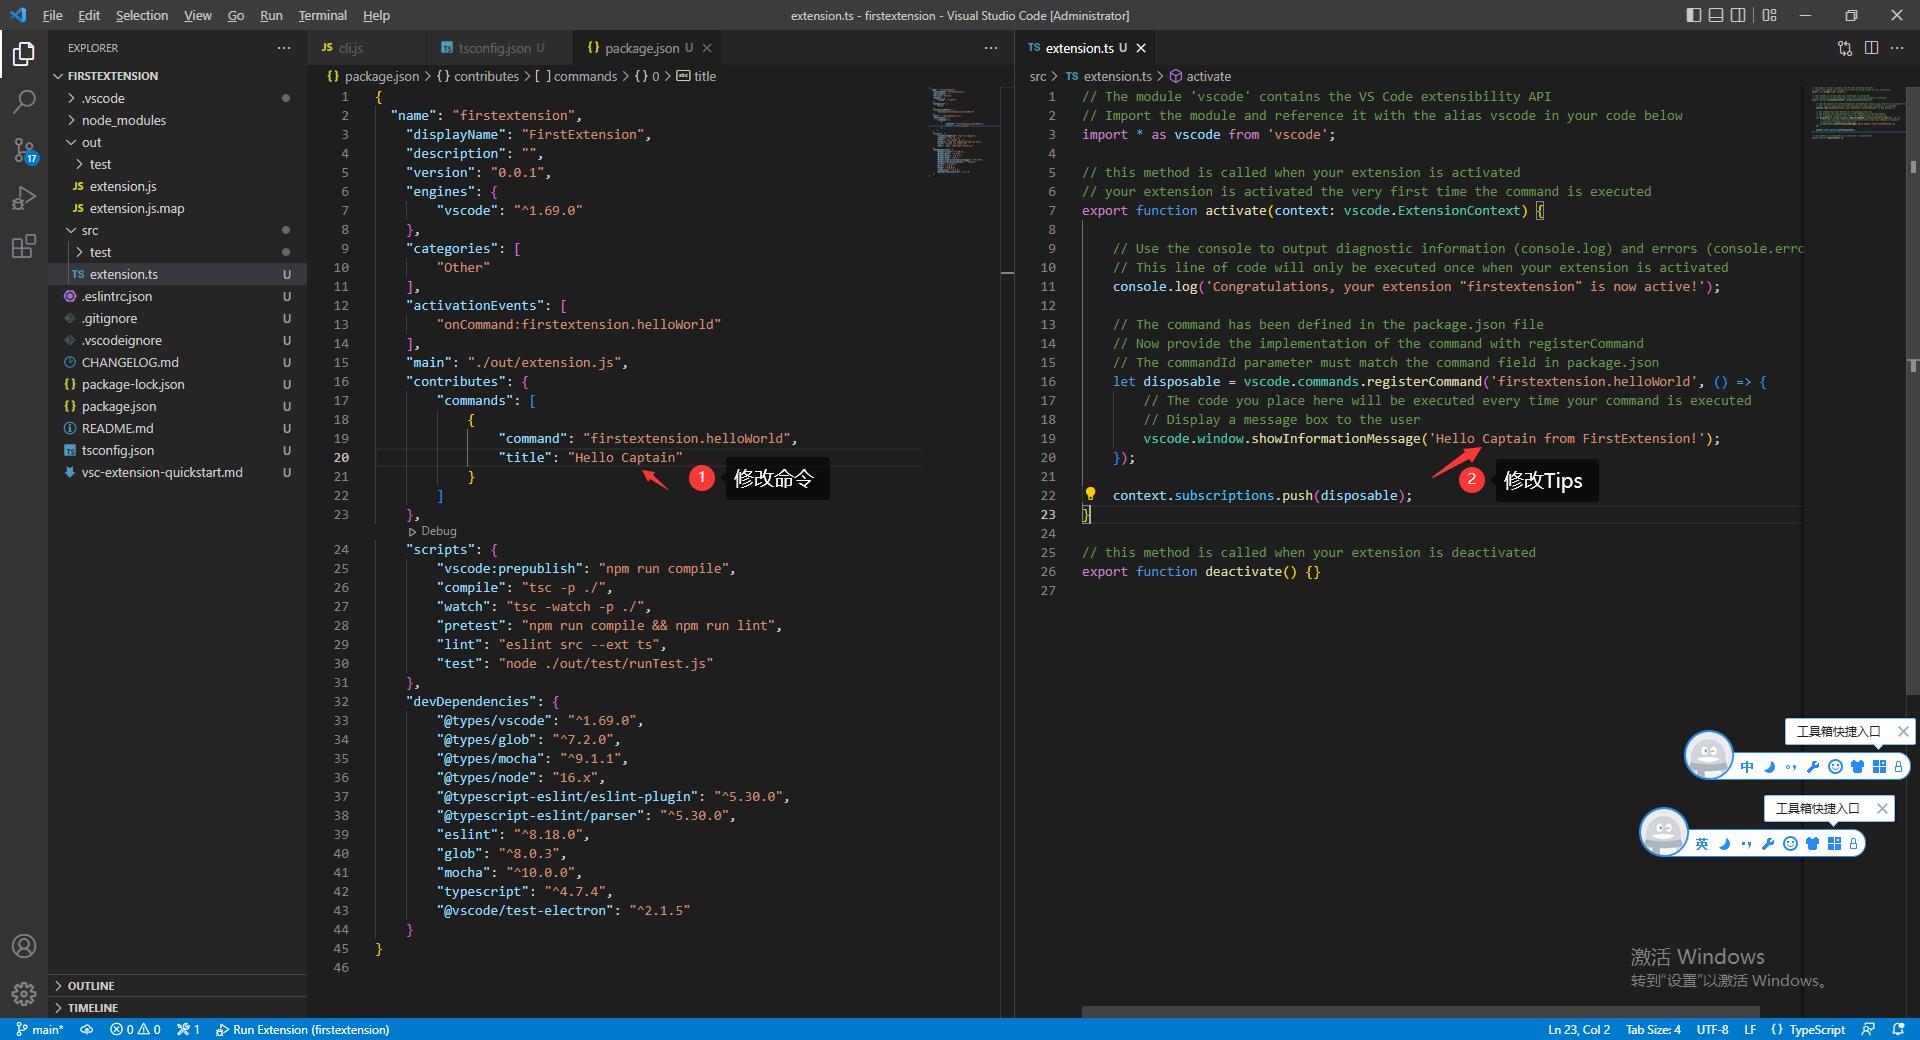 File Edit Selection View Go Run Terminal Help
extension.ts - firstextension - Visual Studio Code [Administrator]
EXPLORER
FIRSTEXTENSION
.vscode
node_modules
out
test
JS extension.js
JS extension.js.map
src
test
TS extension.ts U
.eslintrc.json U
.gitignore U
.vscodeignore U
CHANGELOG.md U
{} package-lock.json U
{} package.json U
README.md U
tsconfig.json U
vsc-extension-quickstart.md U
OUTLINE
TIMELINE
17
JS cli.js
TS tsconfig.json U
{} package.json U
{} package.json > {} contributes > [ ] commands > {} 0 > abc title
1 {
2 "name": "firstextension",
3 "displayName": "FirstExtension",
4 "description": "",
5 "version": "0.0.1",
6 "engines": {
7 "vscode": "^1.69.0"
8 },
9 "categories": [
10 "Other"
11 ],
12 "activationEvents": [
13 "onCommand:firstextension.helloWorld"
14 ],
15 "main": "./out/extension.js",
16 "contributes": {
17 "commands": [
18 {
19 "command": "firstextension.helloWorld",
20 "title": "Hello Captain"
21 }
22 ]
23 },
Debug
24 "scripts": {
25 "vscode:prepublish": "npm run compile",
26 "compile": "tsc -p ./",
27 "watch": "tsc -watch -p ./",
28 "pretest": "npm run compile && npm run lint",
29 "lint": "eslint src --ext ts",
30 "test": "node ./out/test/runTest.js"
31 },
32 "devDependencies": {
33 "@types/vscode": "^1.69.0",
34 "@types/glob": "^7.2.0",
35 "@types/mocha": "^9.1.1",
36 "@types/node": "16.x",
37 "@typescript-eslint/eslint-plugin": "^5.30.0",
38 "@typescript-eslint/parser": "^5.30.0",
39 "eslint": "^8.18.0",
40 "glob": "^8.0.3",
41 "mocha": "^10.0.0",
42 "typescript": "^4.7.4",
43 "@vscode/test-electron": "^2.1.5"
44 }
45 }
46
1 修改命令
TS extension.ts U
src > TS extension.ts > activate
1 // The module 'vscode' contains the VS Code extensibility API
2 // Import the module and reference it with the alias vscode in your code below
3 import * as vscode from 'vscode';
4
5 // this method is called when your extension is activated
6 // your extension is activated the very first time the command is executed
7 export function activate(context: vscode.ExtensionContext) {
8
9 // Use the console to output diagnostic information (console.log) and errors (console.erro
10 // This line of code will only be executed once when your extension is activated
11 console.log('Congratulations, your extension "firstextension" is now active!');
12
13 // The command has been defined in the package.json file
14 // Now provide the implementation of the command with registerCommand
15 // The commandId parameter must match the command field in package.json
16 let disposable = vscode.commands.registerCommand('firstextension.helloWorld', () => {
17 // The code you place here will be executed every time your command is executed
18 // Display a message box to the user
19 vscode.window.showInformationMessage('Hello Captain from FirstExtension!');
20 });
21
22 context.subscriptions.push(disposable);
23 }
24
25 // this method is called when your extension is deactivated
26 export function deactivate() {}
27
2 修改Tips
工具箱快捷入口
中
工具箱快捷入口
英
激活 Windows
转到"设置"以激活 Windows。
main* 0 0 1 Run Extension (firstextension)
Ln 23, Col 2 Tab Size: 4 UTF-8 LF {} TypeScript